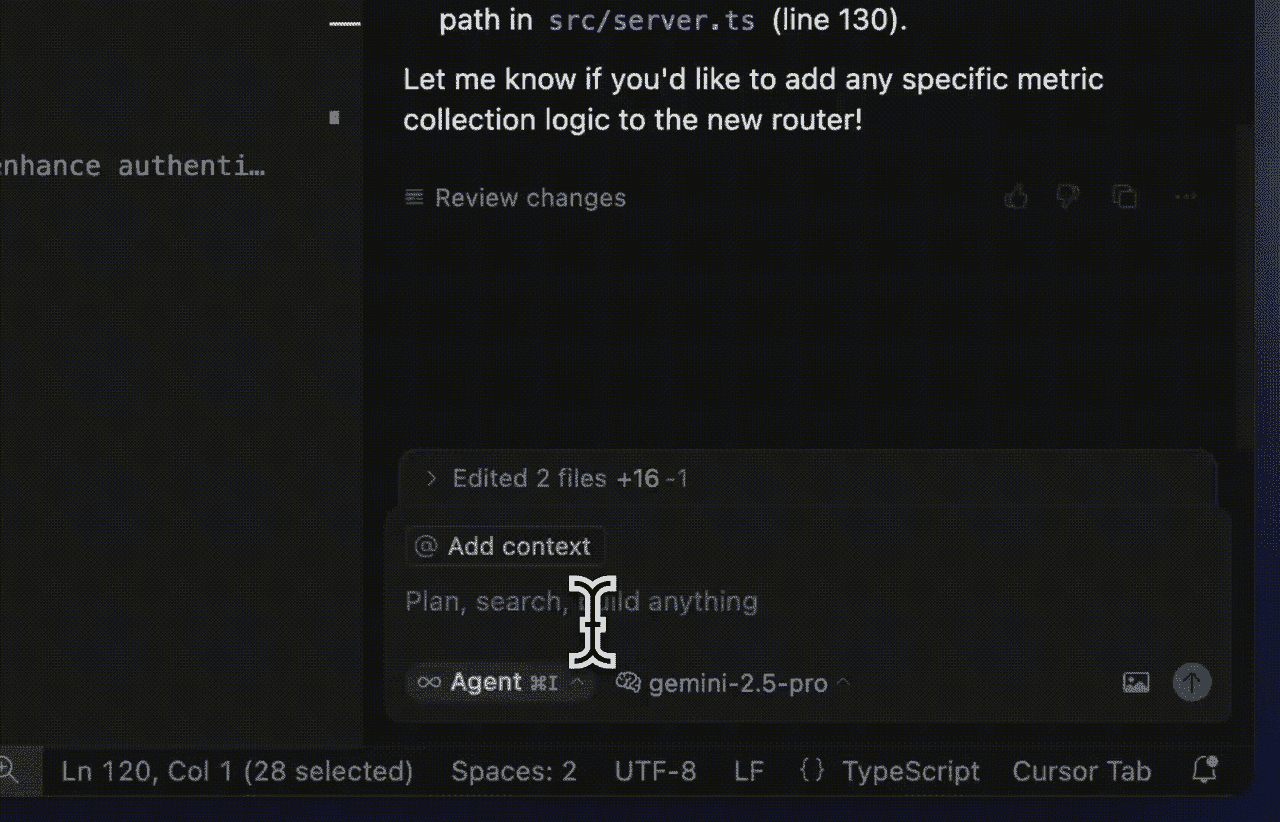 path in src/server.ts (line 130).
Let me know if you'd like to add any specific metric
collection logic to the new router!
enhance authenti…
Review changes
Edited 2 files +16 -1
@ Add context
Plan, search, build anything
Agent ⌘I
gemini-2.5-pro
Ln 120, Col 1 (28 selected)
Spaces: 2
UTF-8
LF
{} TypeScript
Cursor Tab